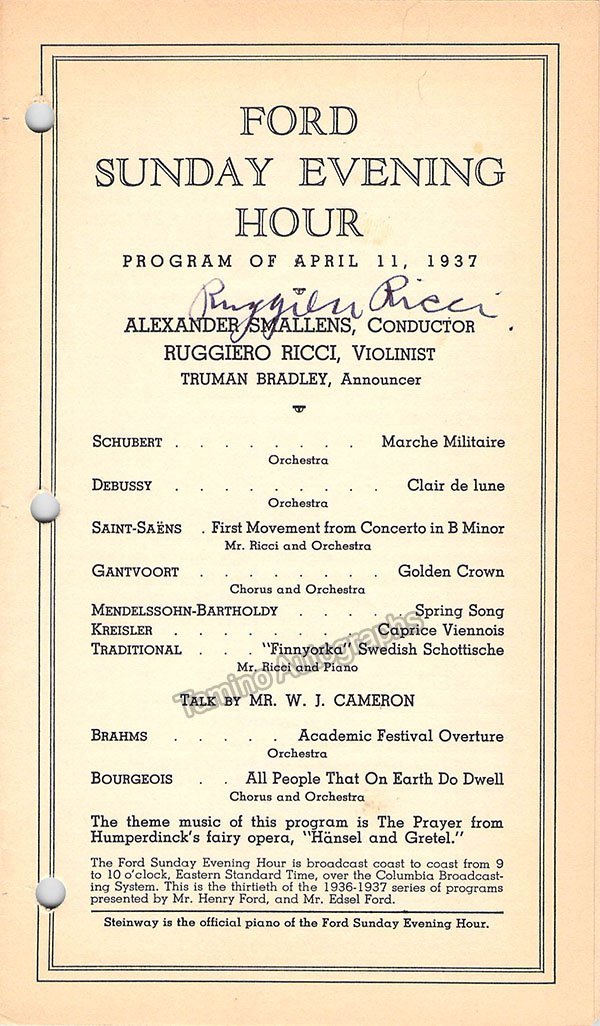 FORD
SUNDAY EVENING
HOUR
PROGRAM OF APRIL 11, 1937
Ruggiero Ricci
ALEXANDER SMALLENS, CONDUCTOR
RUGGIERO RICCI, VIOLINIST
TRUMAN BRADLEY, Announcer
SCHUBERT . . . . . . . . Marche Militaire
Orchestra
DEBUSSY . . . . . . . . . Clair de lune
Orchestra
SAINT-SAËNS . First Movement from Concerto in B Minor
Mr. Ricci and Orchestra
GANTVOORT . . . . . . . . Golden Crown
Chorus and Orchestra
MENDELSSOHN-BARTHOLDY . . . . . Spring Song
KREISLER . . . . . . . . Caprice Viennois
TRADITIONAL . . . "Finnyorka" Swedish Schottische
Mr. Ricci and Piano
Tamino Autographs
TALK BY MR. W. J. CAMERON
BRAHMS . . . . . Academic Festival Overture
Orchestra
BOURGEOIS . . All People That On Earth Do Dwell
Chorus and Orchestra
The theme music of this program is The Prayer from
Humperdinck's fairy opera, "Hänsel and Gretel."
The Ford Sunday Evening Hour is broadcast coast to coast from 9
to 10 o'clock, Eastern Standard Time, over the Columbia Broadcast-
ing System. This is the thirtieth of the 1936-1937 series of programs
presented by Mr. Henry Ford, and Mr. Edsel Ford.
Steinway is the official piano of the Ford Sunday Evening Hour.